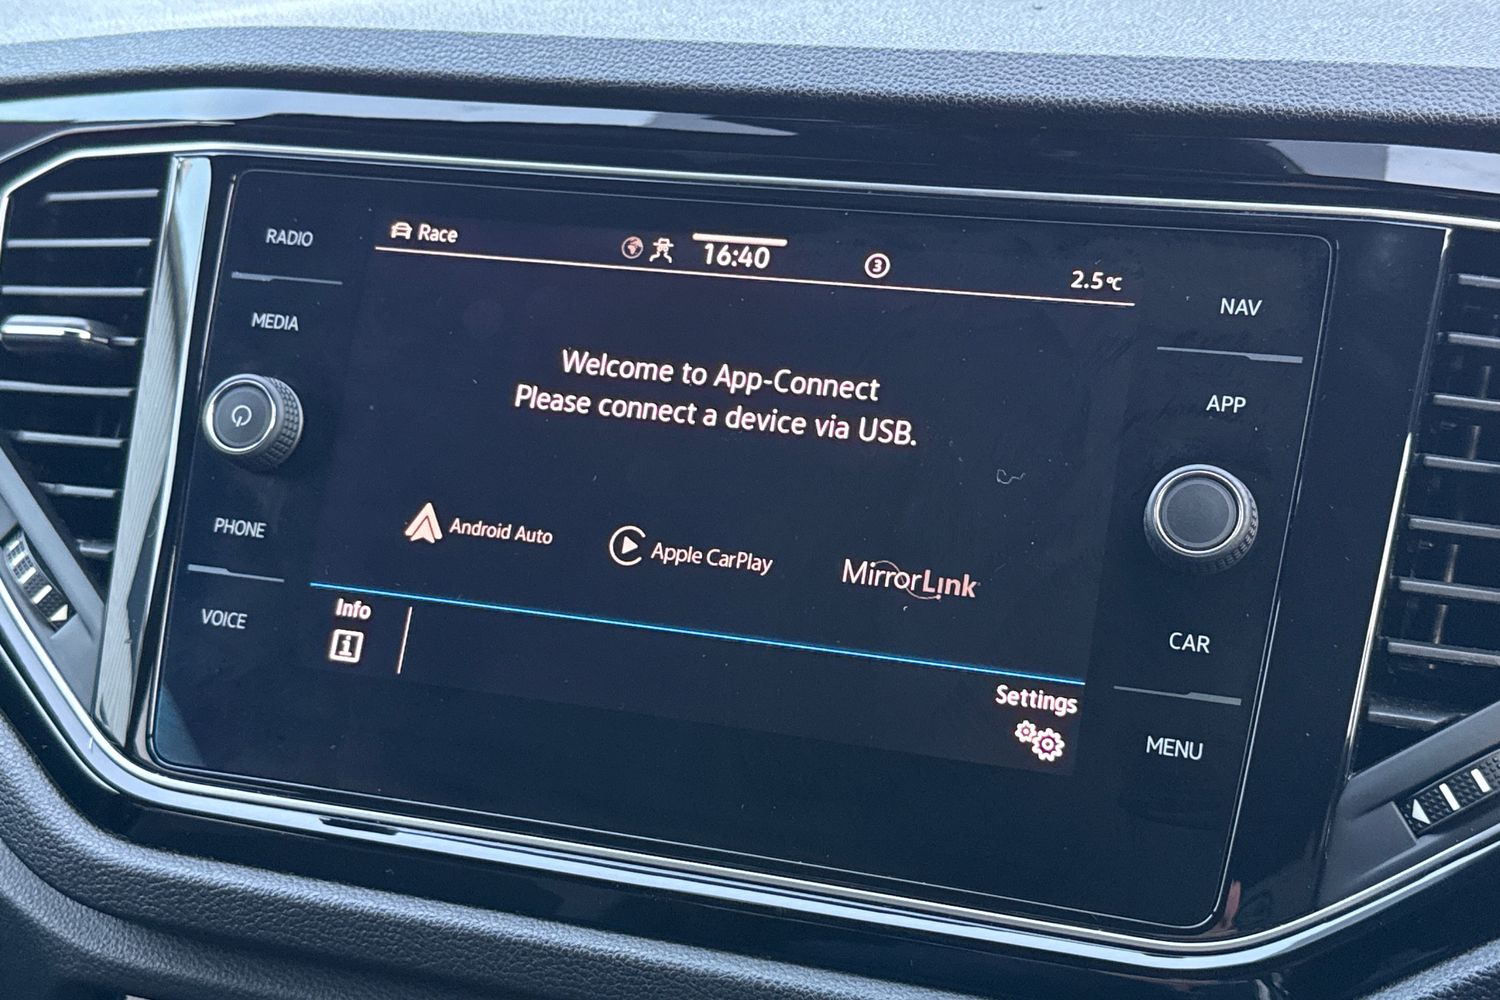 RADIO
MEDIA
PHONE
VOICE
Race
16:40
3
2.5°C
Welcome to App-Connect
Please connect a device via USB.
Android Auto
Apple CarPlay
MirrorLink
Info
i
Settings
NAV
APP
CAR
MENU